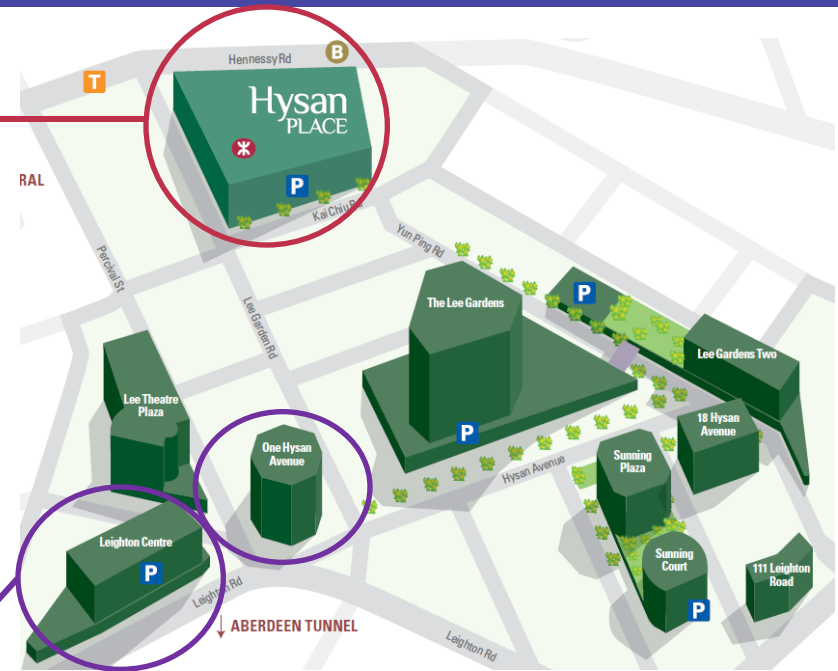 Hennessy Rd
B
T
Hysan
PLACE
P
RAL
Kai Chiu Rd
Yun Ping Rd
Percival St
Lee Garden Rd
The Lee Gardens
P
Lee Gardens Two
Lee Theatre
Plaza
18 Hysan
Avenue
One Hysan
Avenue
P
Sunning
Plaza
Hysan Avenue
Leighton Centre
P
Sunning
Court
111 Leighton
Road
Leighton Rd
P
ABERDEEN TUNNEL
Leighton Rd